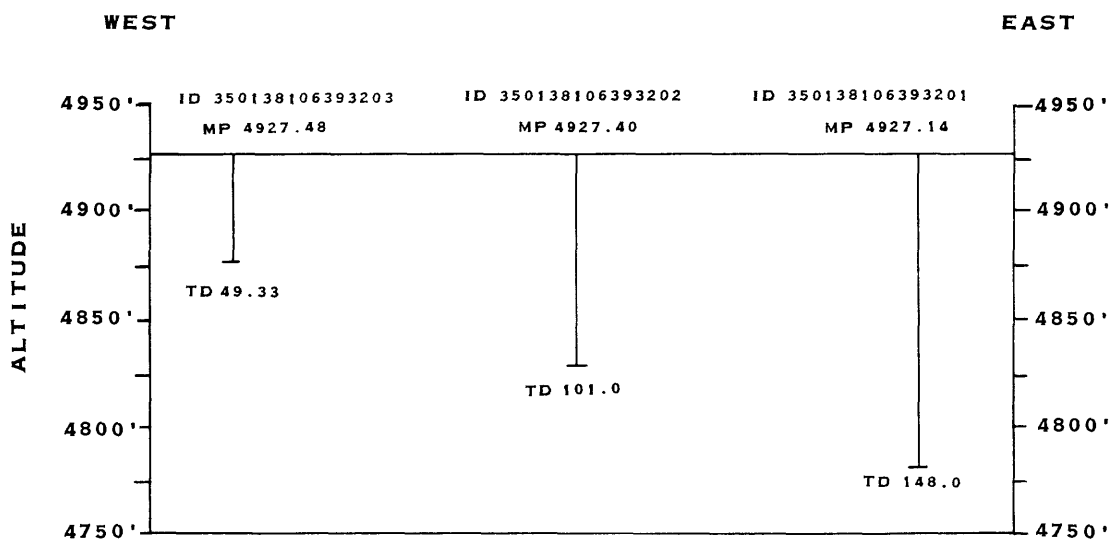 WEST EAST
4950' ID 350138106393203 ID 350138106393202 ID 350138106393201 4950'
MP 4927.48 MP 4927.40 MP 4927.14
4900' 4900'
ALTITUDE
TD 49.33
4850' 4850'
TD 101.0
4800' 4800'
TD 148.0
4750' 4750'